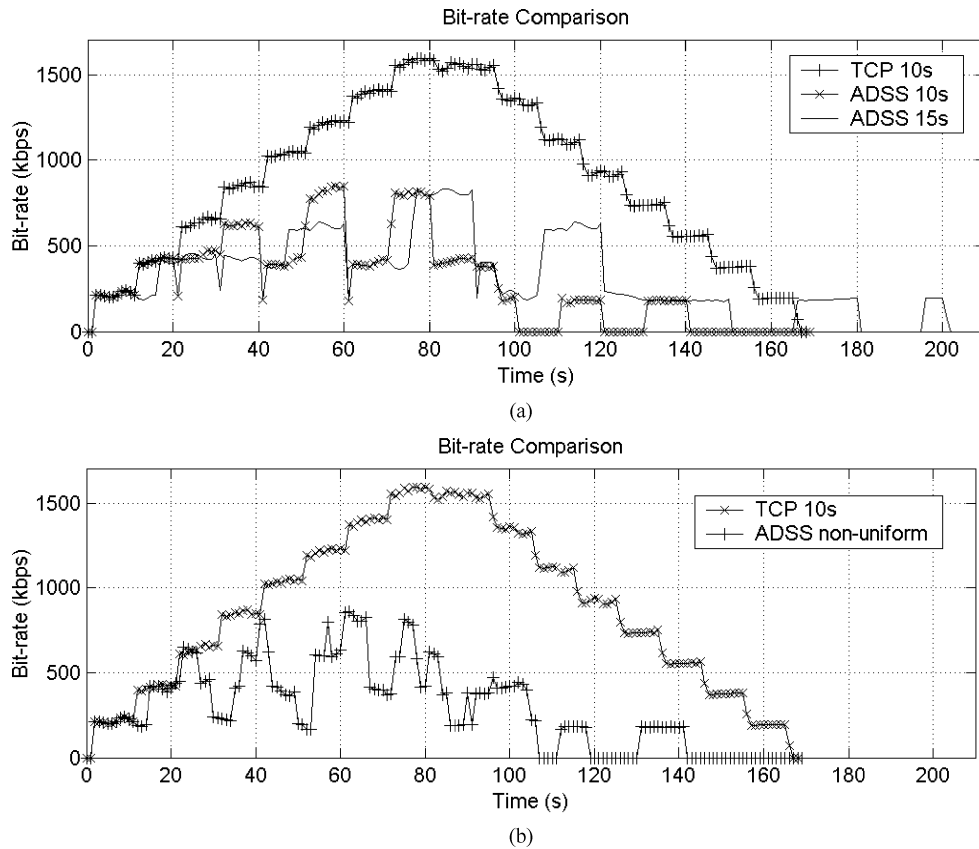 Bit-rate Comparison
1500
1000
500
0
Bit-rate (kbps)
TCP 10s
ADSS 10s
ADSS 15s
0 20 40 60 80 100 120 140 160 180 200
Time (s)
(a)
Bit-rate Comparison
1500
1000
500
0
Bit-rate (kbps)
TCP 10s
ADSS non-uniform
0 20 40 60 80 100 120 140 160 180 200
Time (s)
(b)